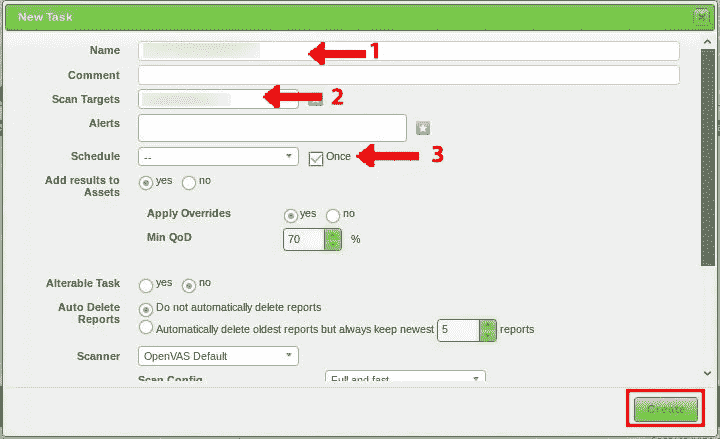 New Task
Name
1
Comment
Scan Targets
2
Alerts
Schedule
--
Once
3
Add results to Assets
yes
no
Apply Overrides
yes
no
Min QoD
70
%
Alterable Task
yes
no
Auto Delete Reports
Do not automatically delete reports
Automatically delete oldest reports but always keep newest 5 reports
Scanner
OpenVAS Default
Scan Config
Full and fast
Create